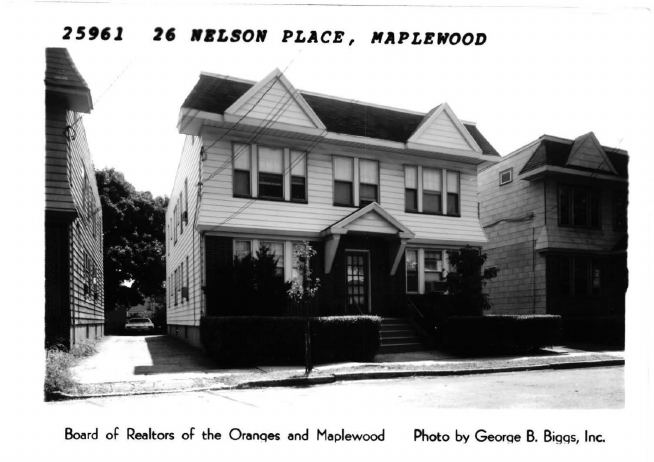 25961 26 NELSON PLACE, MAPLEWOOD
Board of Realtors of the Oranges and Maplewood Photo by George B. Biggs, Inc.